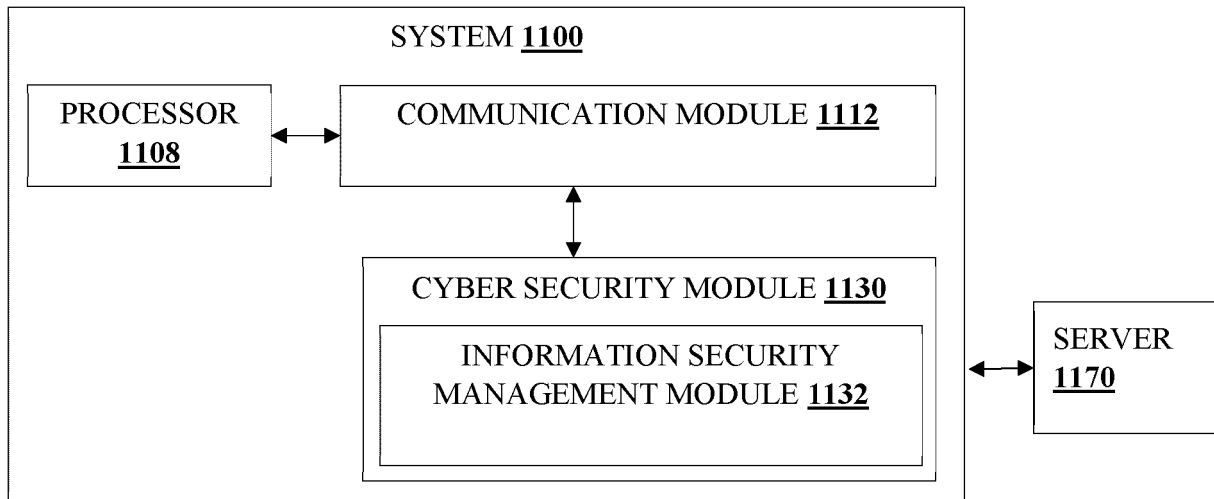 SYSTEM 1100
PROCESSOR
1108
COMMUNICATION MODULE 1112
CYBER SECURITY MODULE 1130
INFORMATION SECURITY
MANAGEMENT MODULE 1132
SERVER
1170